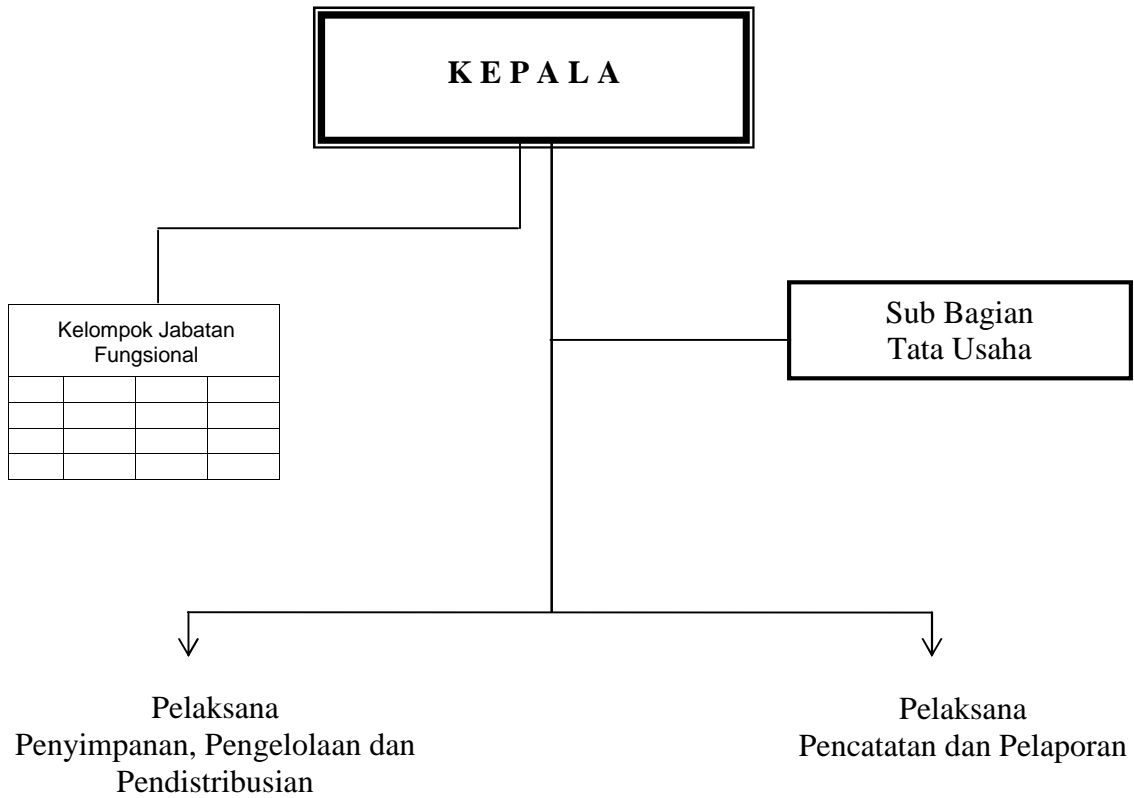 K E P A L A
Kelompok Jabatan
Fungsional
Sub Bagian
Tata Usaha
Pelaksana
Penyimpanan, Pengelolaan dan
Pendistribusian
Pelaksana
Pencatatan dan Pelaporan